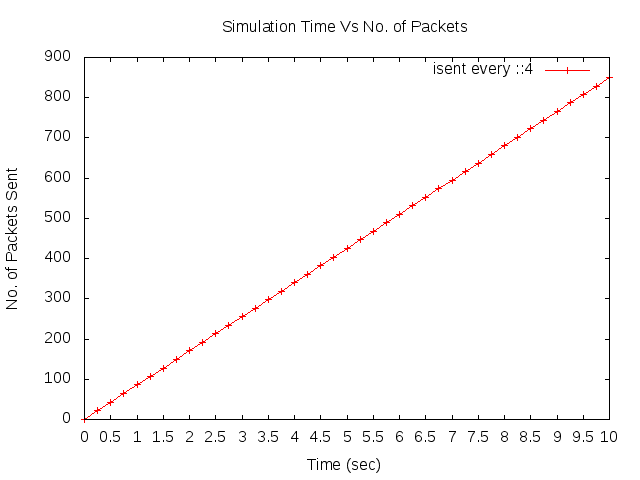 Simulation Time Vs No. of Packets
isent every ::4
900
800
700
600
500
400
300
200
100
0
No. of Packets Sent
0 0.5 1 1.5 2 2.5 3 3.5 4 4.5 5 5.5 6 6.5 7 7.5 8 8.5 9 9.5 10
Time (sec)